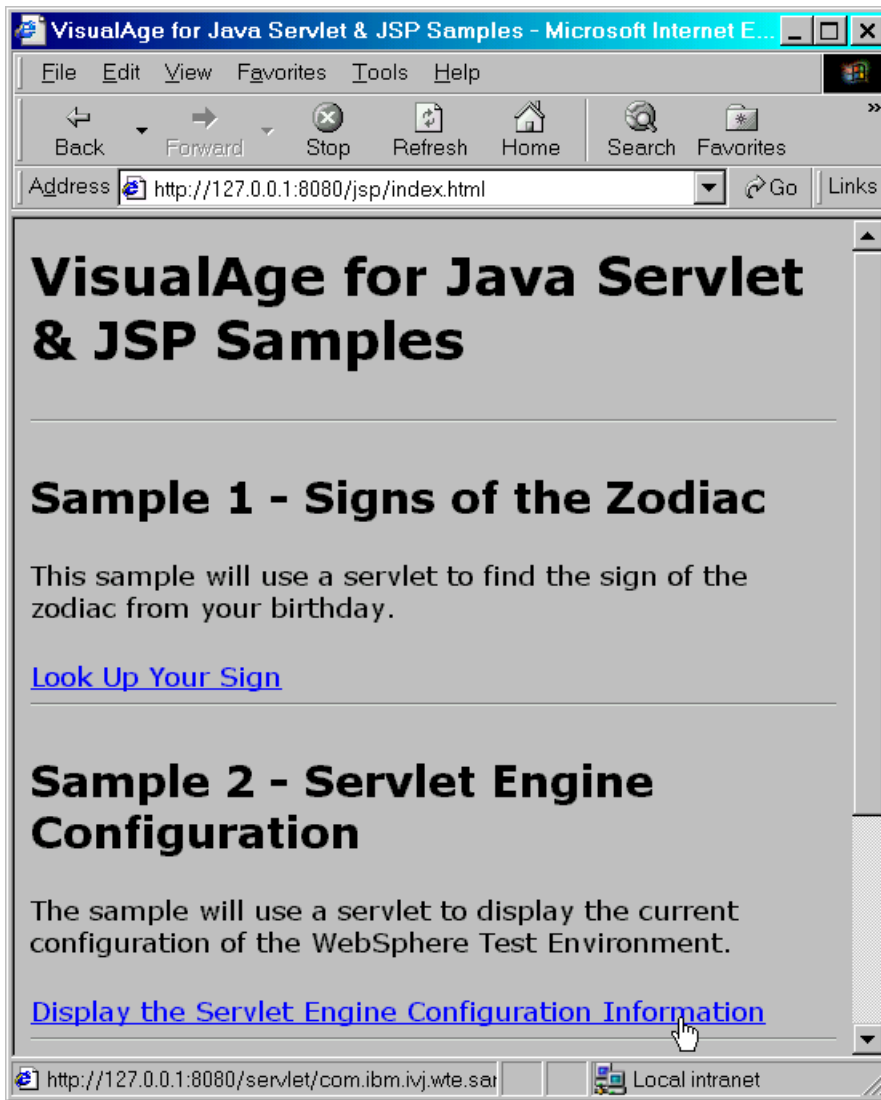 VisualAge for Java Servlet & JSP Samples - Microsoft Internet E...
File Edit View Favorites Tools Help
Back Forward Stop Refresh Home Search Favorites »
Address http://127.0.0.1:8080/jsp/index.html Go Links
VisualAge for Java Servlet
& JSP Samples
Sample 1 - Signs of the Zodiac
This sample will use a servlet to find the sign of the
zodiac from your birthday.
Look Up Your Sign
Sample 2 - Servlet Engine
Configuration
The sample will use a servlet to display the current
configuration of the WebSphere Test Environment.
Display the Servlet Engine Configuration Information
http://127.0.0.1:8080/servlet/com.ibm.ivj.wte.sar Local intranet